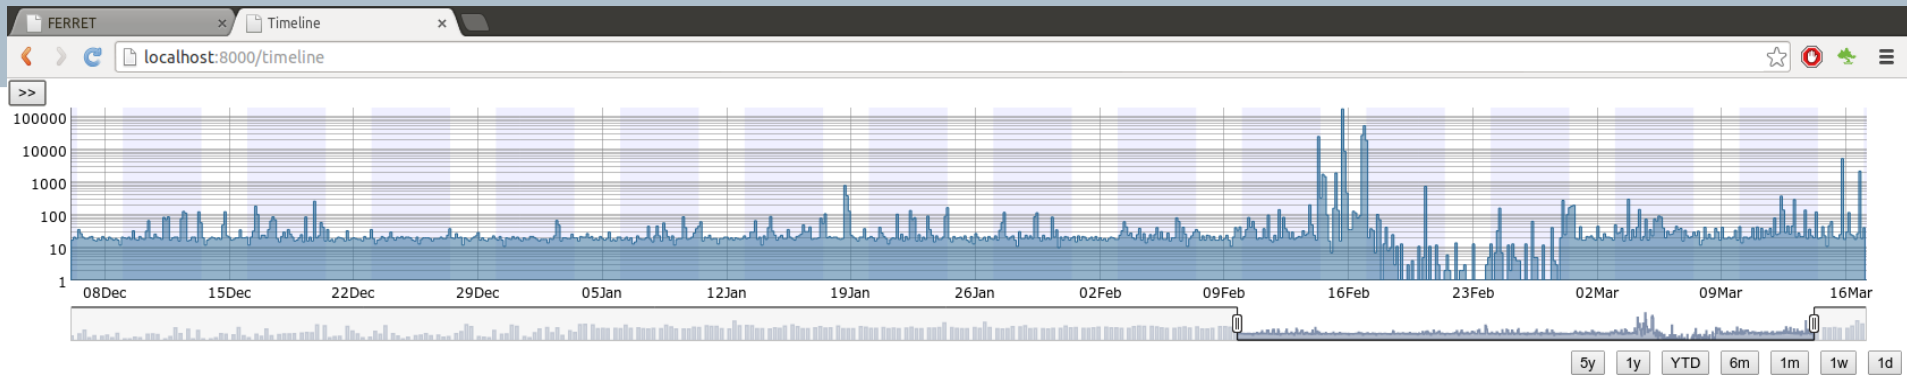 FERRET × Timeline ×
localhost:8000/timeline
>>
100000
10000
1000
100
10
1
08Dec 15Dec 22Dec 29Dec 05Jan 12Jan 19Jan 26Jan 02Feb 09Feb 16Feb 23Feb 02Mar 09Mar 16Mar
5y 1y YTD 6m 1m 1w 1d